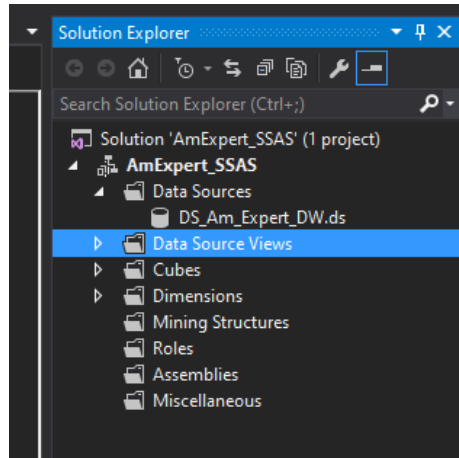 Solution Explorer
Search Solution Explorer (Ctrl+;)
Solution 'AmExpert_SSAS' (1 project)
AmExpert_SSAS
Data Sources
DS_Am_Expert_DW.ds
Data Source Views
Cubes
Dimensions
Mining Structures
Roles
Assemblies
Miscellaneous